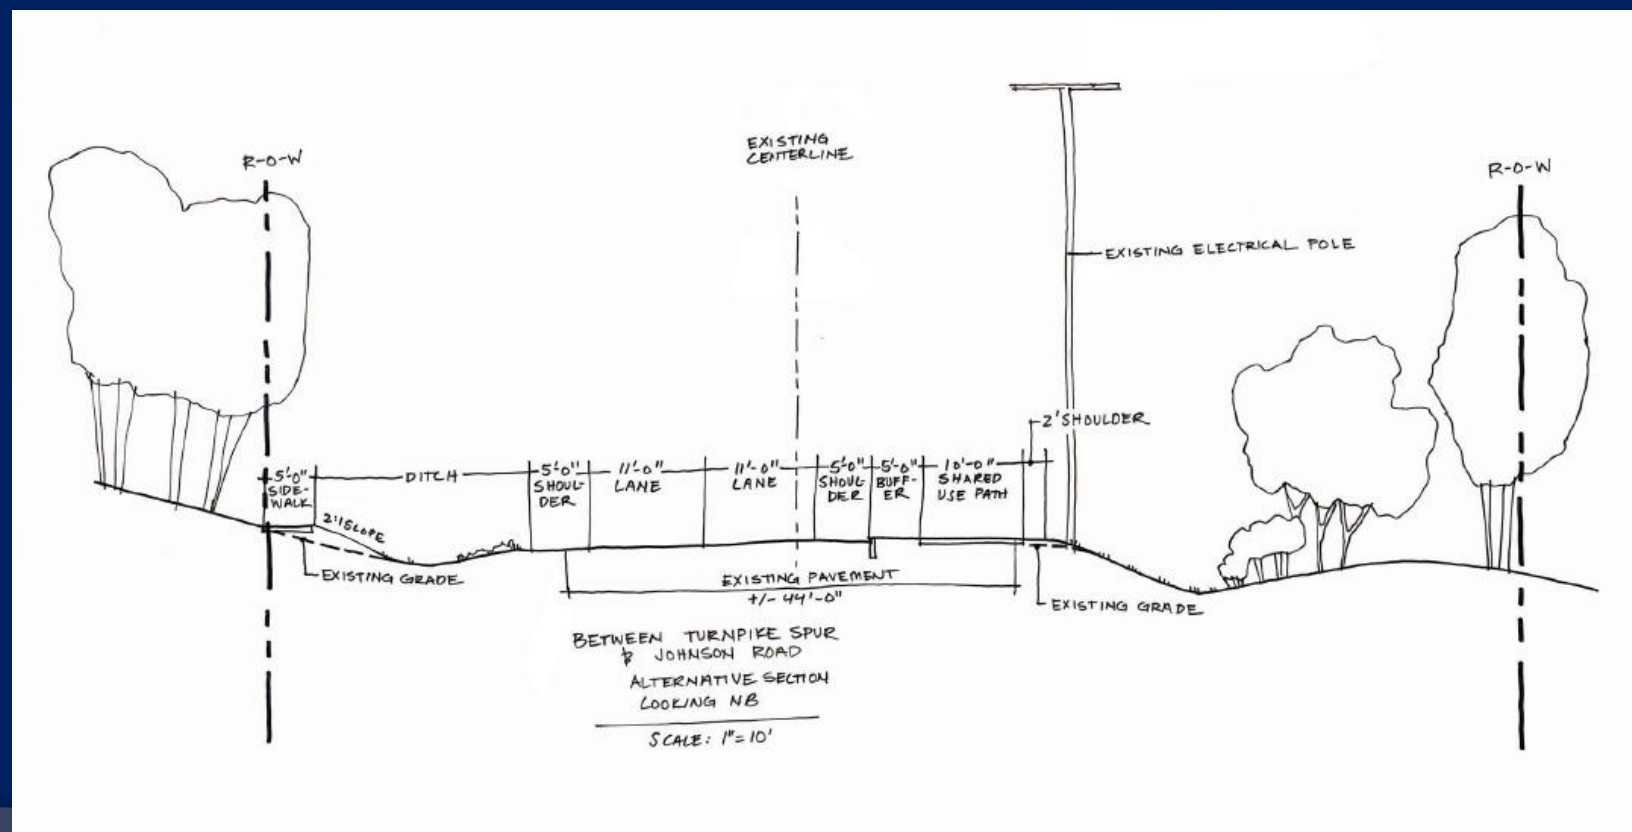 R-O-W
EXISTING
CENTERLINE
R-O-W
EXISTING ELECTRICAL POLE
2' SHOULDER
5'-0"
SIDE-
WALK
DITCH
5'-0"
SHOUL-
DER
11'-0"
LANE
11'-0"
LANE
5'-0"
SHOUL-
DER
5'-0"
BUFF-
ER
10'-0"
SHARED
USE PATH
2:1 SLOPE
EXISTING GRADE
EXISTING PAVEMENT
+/- 44'-0"
EXISTING GRADE
BETWEEN TURNPIKE SPUR
& JOHNSON ROAD
ALTERNATIVE SECTION
LOOKING NB
SCALE: 1"=10'